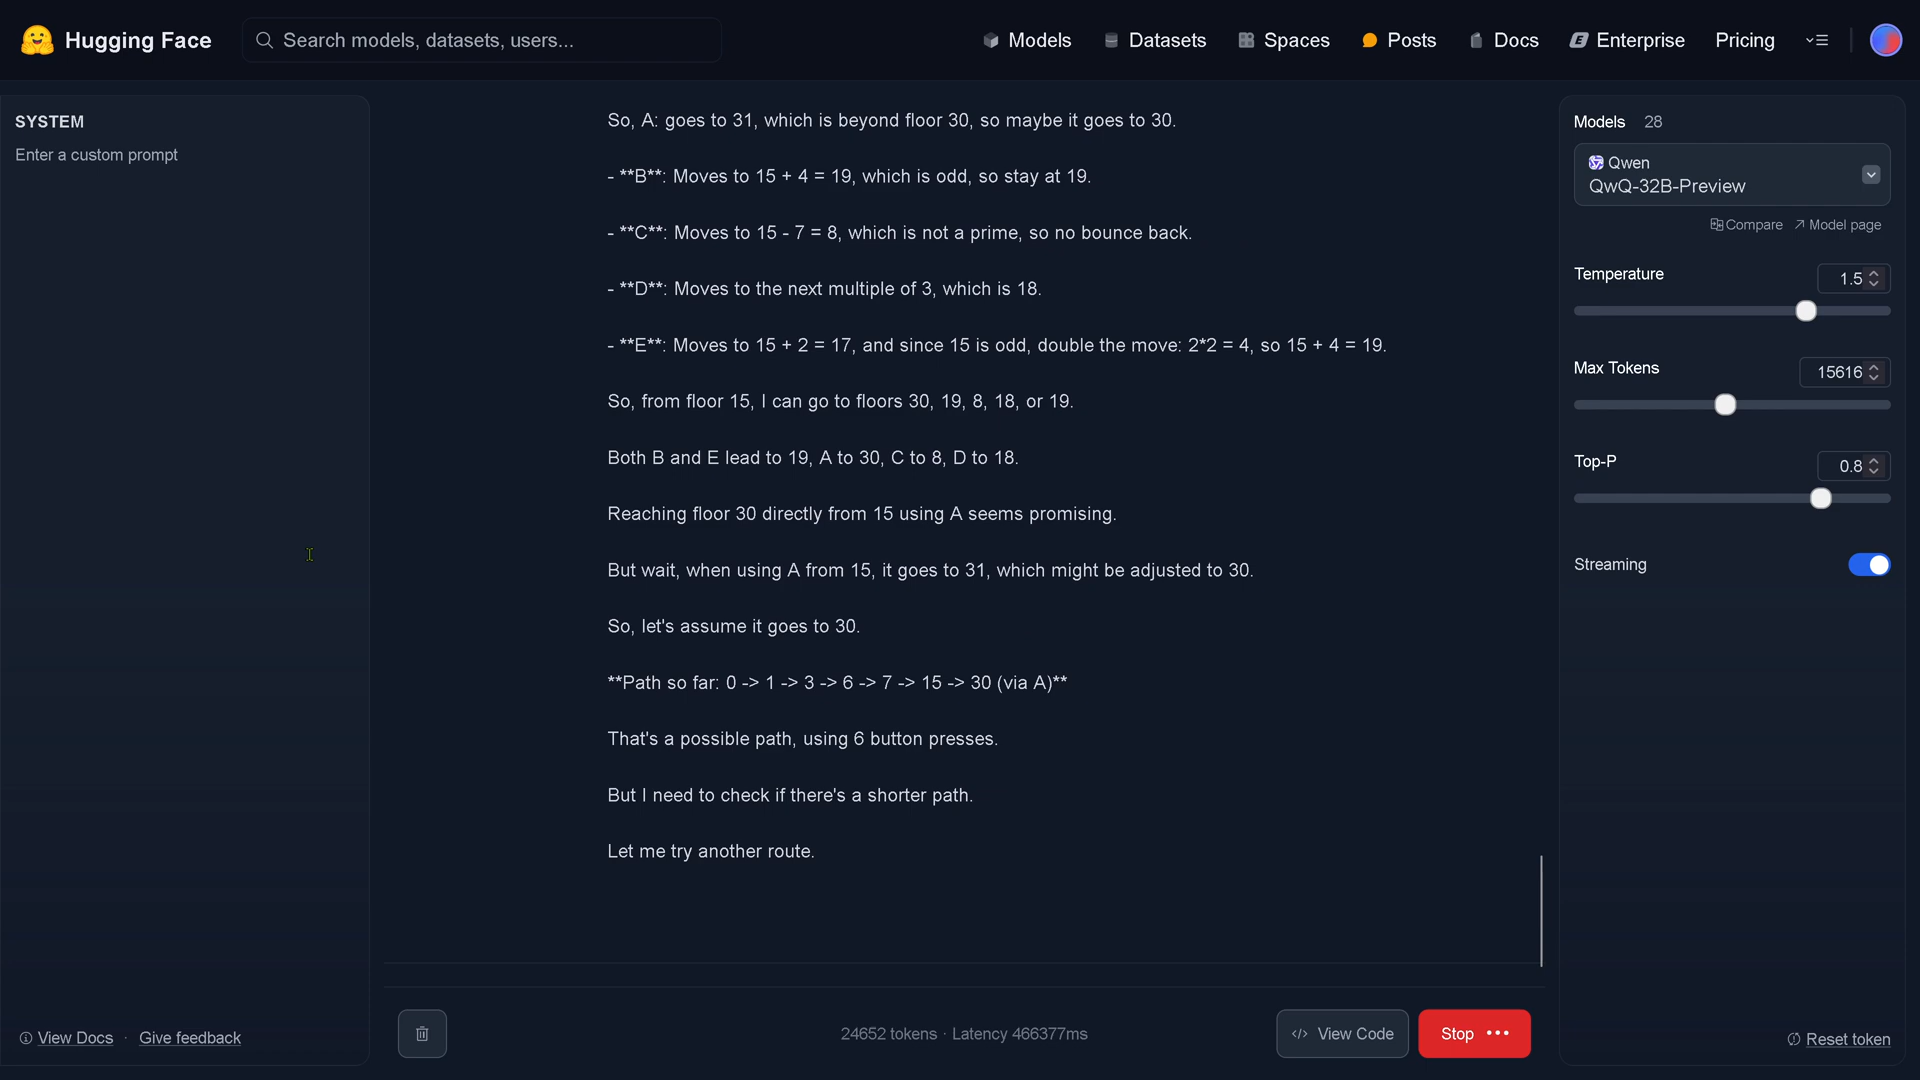 Hugging Face
Search models, datasets, users...
Models
Datasets
Spaces
Posts
Docs
Enterprise
Pricing
SYSTEM
Enter a custom prompt
So, A: goes to 31, which is beyond floor 30, so maybe it goes to 30.
- **B**: Moves to 15 + 4 = 19, which is odd, so stay at 19.
- **C**: Moves to 15 - 7 = 8, which is not a prime, so no bounce back.
- **D**: Moves to the next multiple of 3, which is 18.
- **E**: Moves to 15 + 2 = 17, and since 15 is odd, double the move: 2*2 = 4, so 15 + 4 = 19.
So, from floor 15, I can go to floors 30, 19, 8, 18, or 19.
Both B and E lead to 19, A to 30, C to 8, D to 18.
Reaching floor 30 directly from 15 using A seems promising.
But wait, when using A from 15, it goes to 31, which might be adjusted to 30.
So, let's assume it goes to 30.
**Path so far: 0 -> 1 -> 3 -> 6 -> 7 -> 15 -> 30 (via A)**
That's a possible path, using 6 button presses.
But I need to check if there's a shorter path.
Let me try another route.
View Docs · Give feedback
24652 tokens · Latency 466377ms
</> View Code
Stop •••
Models 28
Qwen
QwQ-32B-Preview
Compare
Model page
Temperature
1.5
Max Tokens
15616
Top-P
0.8
Streaming
Reset token